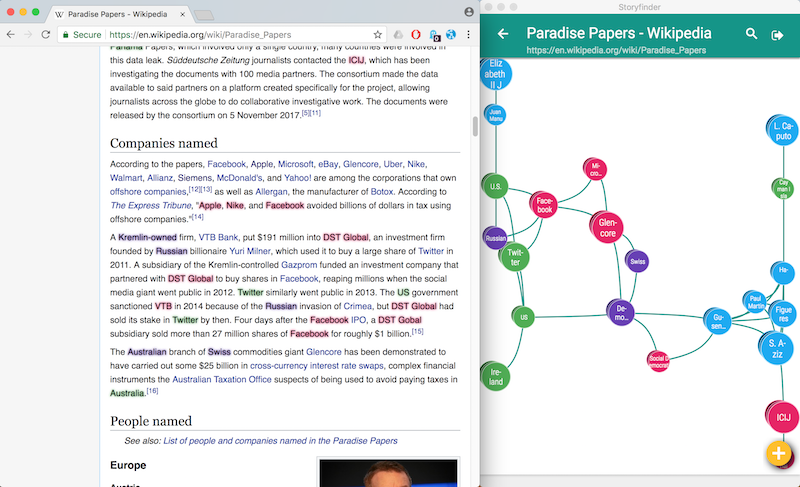 Paradise Papers - Wikipedia
Secure
https://en.wikipedia.org/wiki/Paradise_Papers
Panama Papers, which involved only a single country, many countries were involved in
this data leak. Süddeutsche Zeitung journalists contacted the ICIJ, which has been
investigating the documents with 100 media partners. The consortium made the data
available to said partners on a platform created specifically for the project, allowing
journalists across the globe to do collaborative investigative work. The documents were
released by the consortium on 5 November 2017.[5][11]
Companies named
According to the papers, Facebook, Apple, Microsoft, eBay, Glencore, Uber, Nike,
Walmart, Allianz, Siemens, McDonald's, and Yahoo! are among the corporations that own
offshore companies,[12][13] as well as Allergan, the manufacturer of Botox. According to
The Express Tribune, "Apple, Nike, and Facebook avoided billions of dollars in tax using
offshore companies."[14]
A Kremlin-owned firm, VTB Bank, put $191 million into DST Global, an investment firm
founded by Russian billionaire Yuri Milner, which used it to buy a large share of Twitter in
2011. A subsidiary of the Kremlin-controlled Gazprom funded an investment company that
partnered with DST Global to buy shares in Facebook, reaping millions when the social
media giant went public in 2012. Twitter similarly went public in 2013. The US government
sanctioned VTB in 2014 because of the Russian invasion of Crimea, but DST Global had
sold its stake in Twitter by then. Four days after the Facebook IPO, a DST Gobal
subsidiary sold more than 27 million shares of Facebook for roughly $1 billion.[15]
The Australian branch of Swiss commodities giant Glencore has been demonstrated to
have carried out some $25 billion in cross-currency interest rate swaps, complex financial
instruments the Australian Taxation Office suspects of being used to avoid paying taxes in
Australia.[16]
People named
See also: List of people and companies named in the Paradise Papers
Europe
Austria
Storyfinder
Paradise Papers - Wikipedia
https://en.wikipedia.org/wiki/Paradise_Papers
Eliz
abeth
II J
Juan
Manu
U.S.
Russian
Twit-
ter
US
Ire-
land
Face-
book
Mi-
cro...
Glen-
core
Swiss
De-
mo...
Social D
emocrat
Gu-
sen...
Paul
Martin
Ha-
Figue
res
S. A-
ziz
L. Ca-
puto
Cay
man I
ICIJ